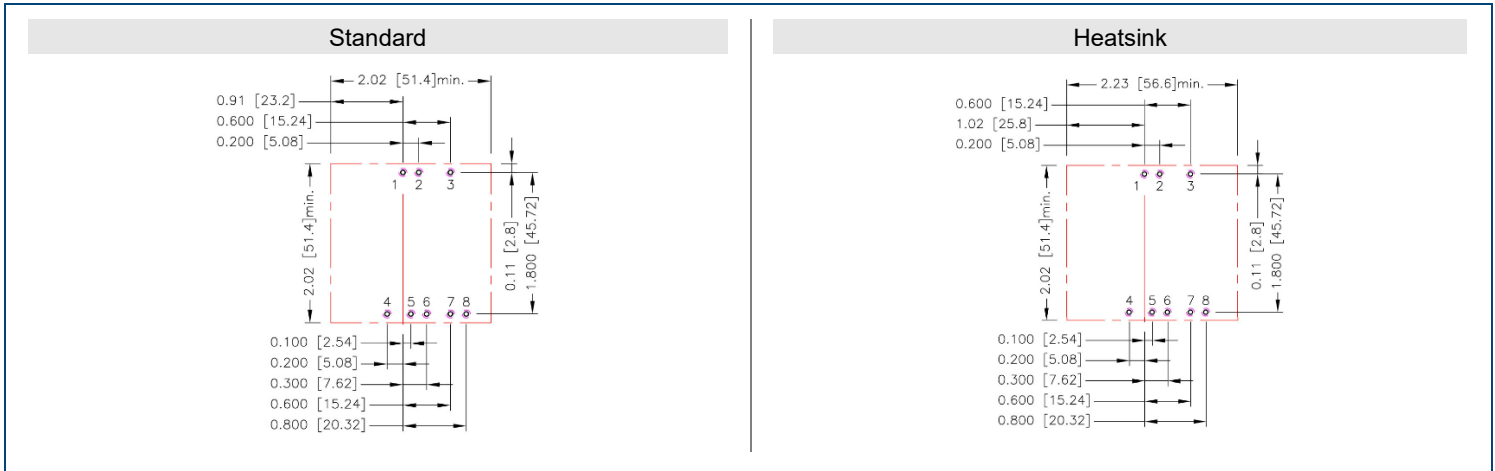 Standard
2.02 [51.4]min.
0.91 [23.2]
0.600 [15.24]
0.200 [5.08]
1 2 3
2.02 [51.4]min.
0.11 [2.8]
1.800 [45.72]
4 5 6 7 8
0.100 [2.54]
0.200 [5.08]
0.300 [7.62]
0.600 [15.24]
0.800 [20.32]
Heatsink
2.23 [56.6]min.
0.600 [15.24]
1.02 [25.8]
0.200 [5.08]
1 2 3
2.02 [51.4]min.
0.11 [2.8]
1.800 [45.72]
4 5 6 7 8
0.100 [2.54]
0.200 [5.08]
0.300 [7.62]
0.600 [15.24]
0.800 [20.32]